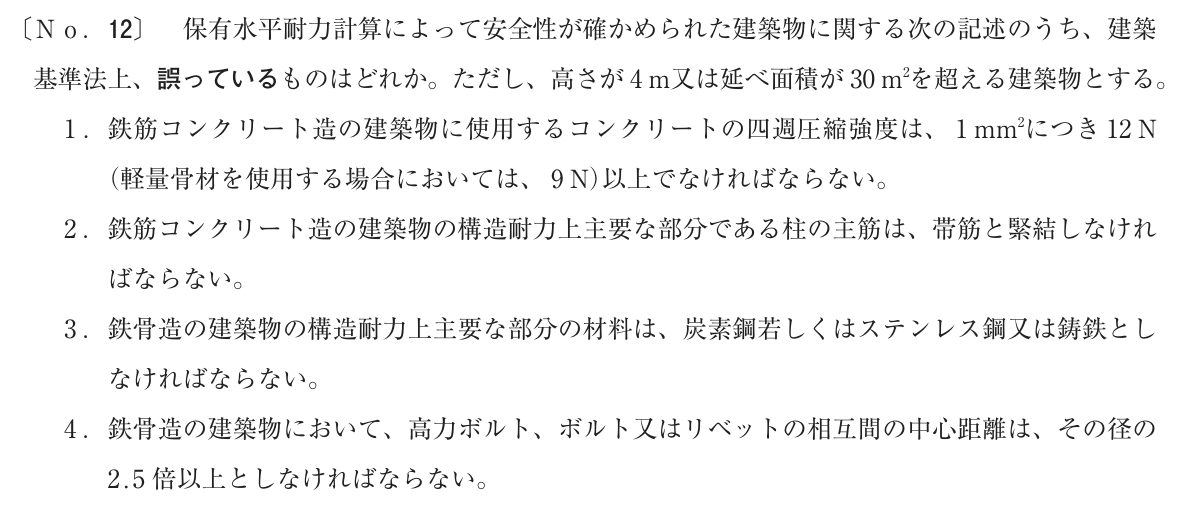 〔Ｎｏ．12〕　保有水平耐力計算によって安全性が確かめられた建築物に関する次の記述のうち、建築
基準法上、誤っているものはどれか。ただし、高さが４ｍ又は延べ面積が30ｍ²を超える建築物とする。
１．鉄筋コンクリート造の建築物に使用するコンクリートの四週圧縮強度は、１mm²につき12Ｎ
（軽量骨材を使用する場合においては、９Ｎ）以上でなければならない。
２．鉄筋コンクリート造の建築物の構造耐力上主要な部分である柱の主筋は、帯筋と緊結しなけれ
ばならない。
３．鉄骨造の建築物の構造耐力上主要な部分の材料は、炭素鋼若しくはステンレス鋼又は鋳鉄とし
なければならない。
４．鉄骨造の建築物において、高力ボルト、ボルト又はリベットの相互間の中心距離は、その径の
2.5倍以上としなければならない。